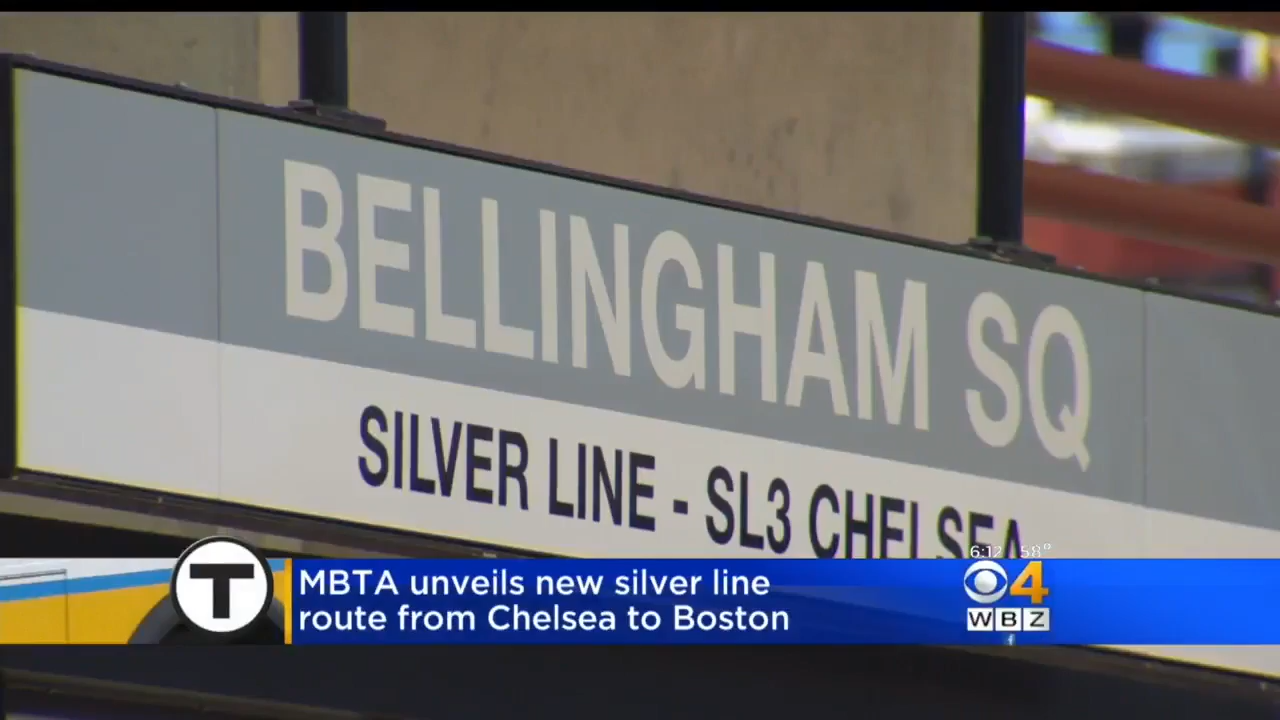 BELLINGHAM SQ
SILVER LINE - SL3 CHELSEA
6:12 58°
T
MBTA unveils new silver line
route from Chelsea to Boston
4
WBZ
f